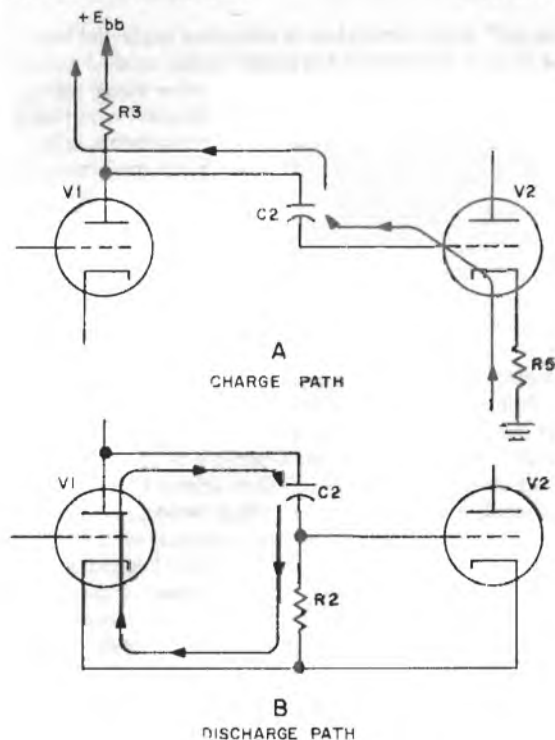 +Ebb
R3
V1
V2
C2
R5
A
CHARGE PATH
V1
C2
V2
R2
B
DISCHARGE PATH